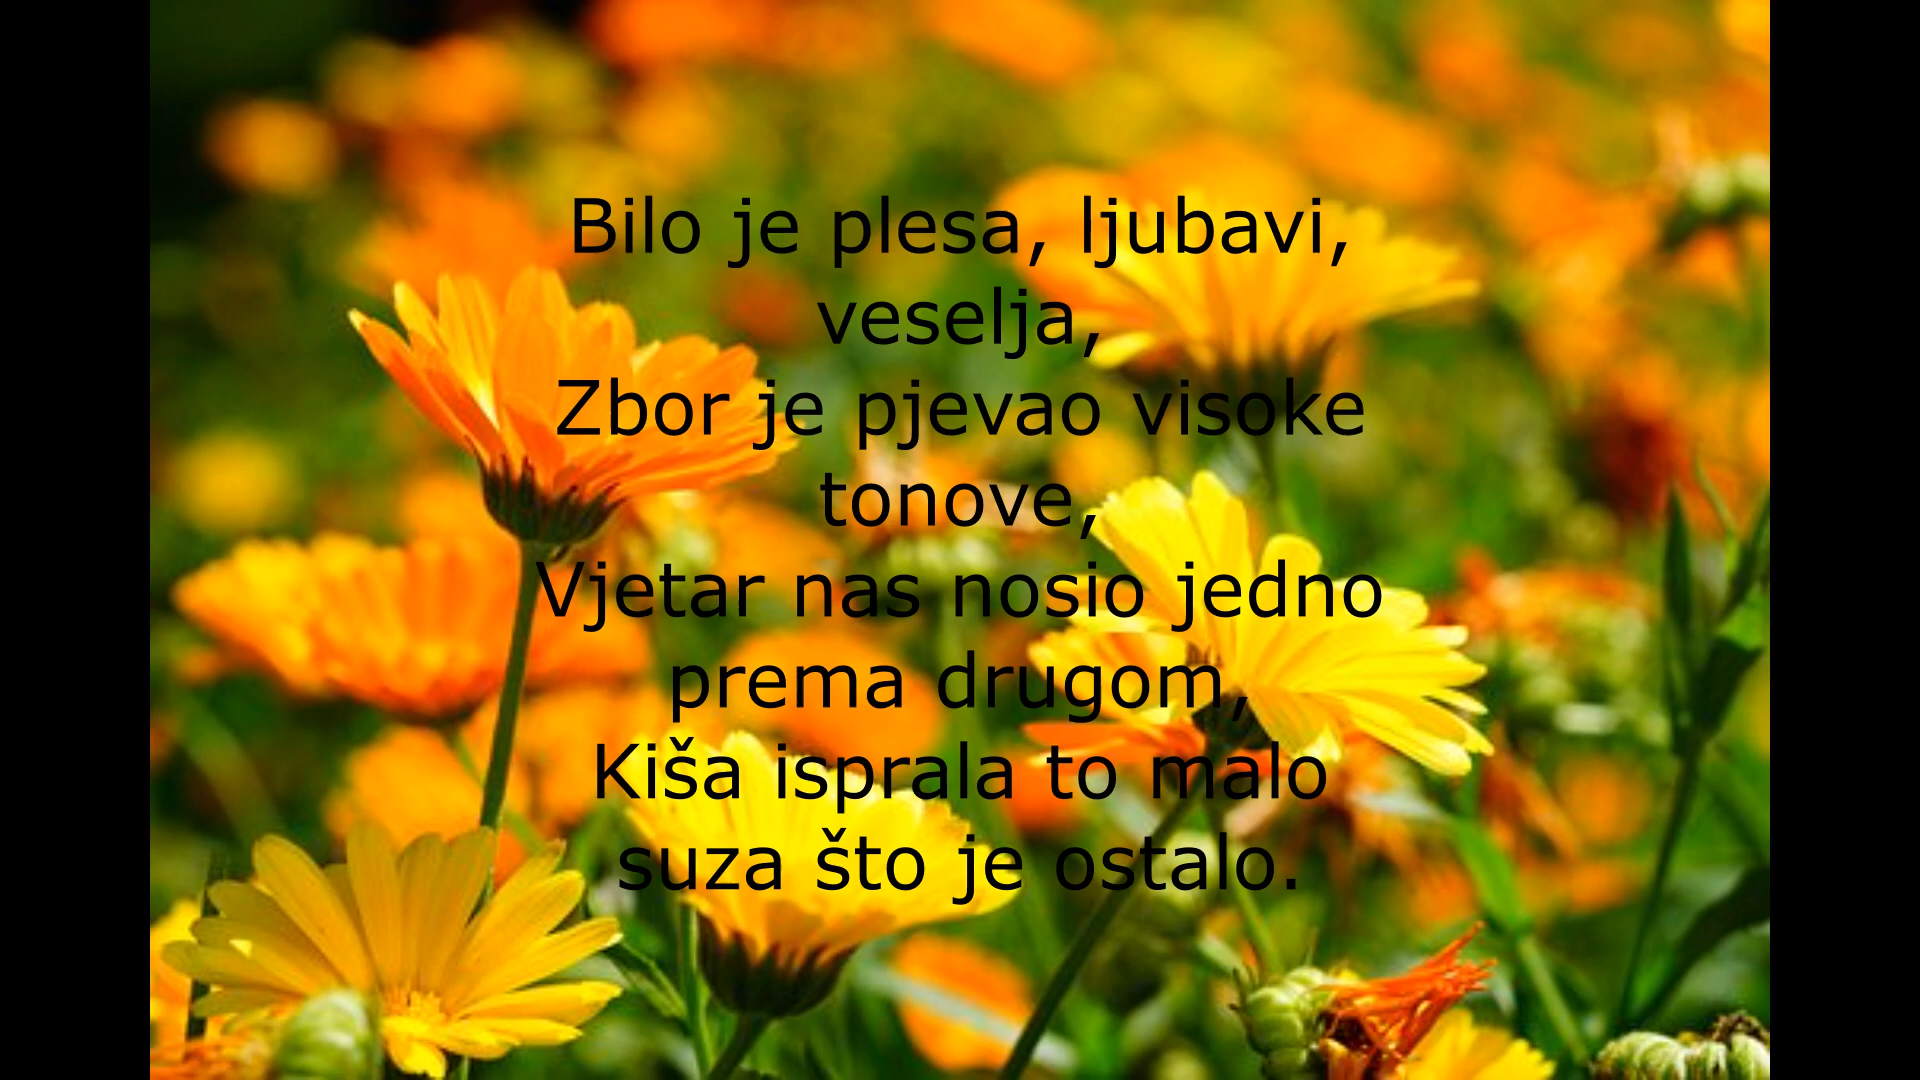 Bilo je plesa, ljubavi,
veselja,
Zbor je pjevao visoke
tonove,
Vjetar nas nosio jedno
prema drugom,
Kiša isprala to malo
suza što je ostalo.